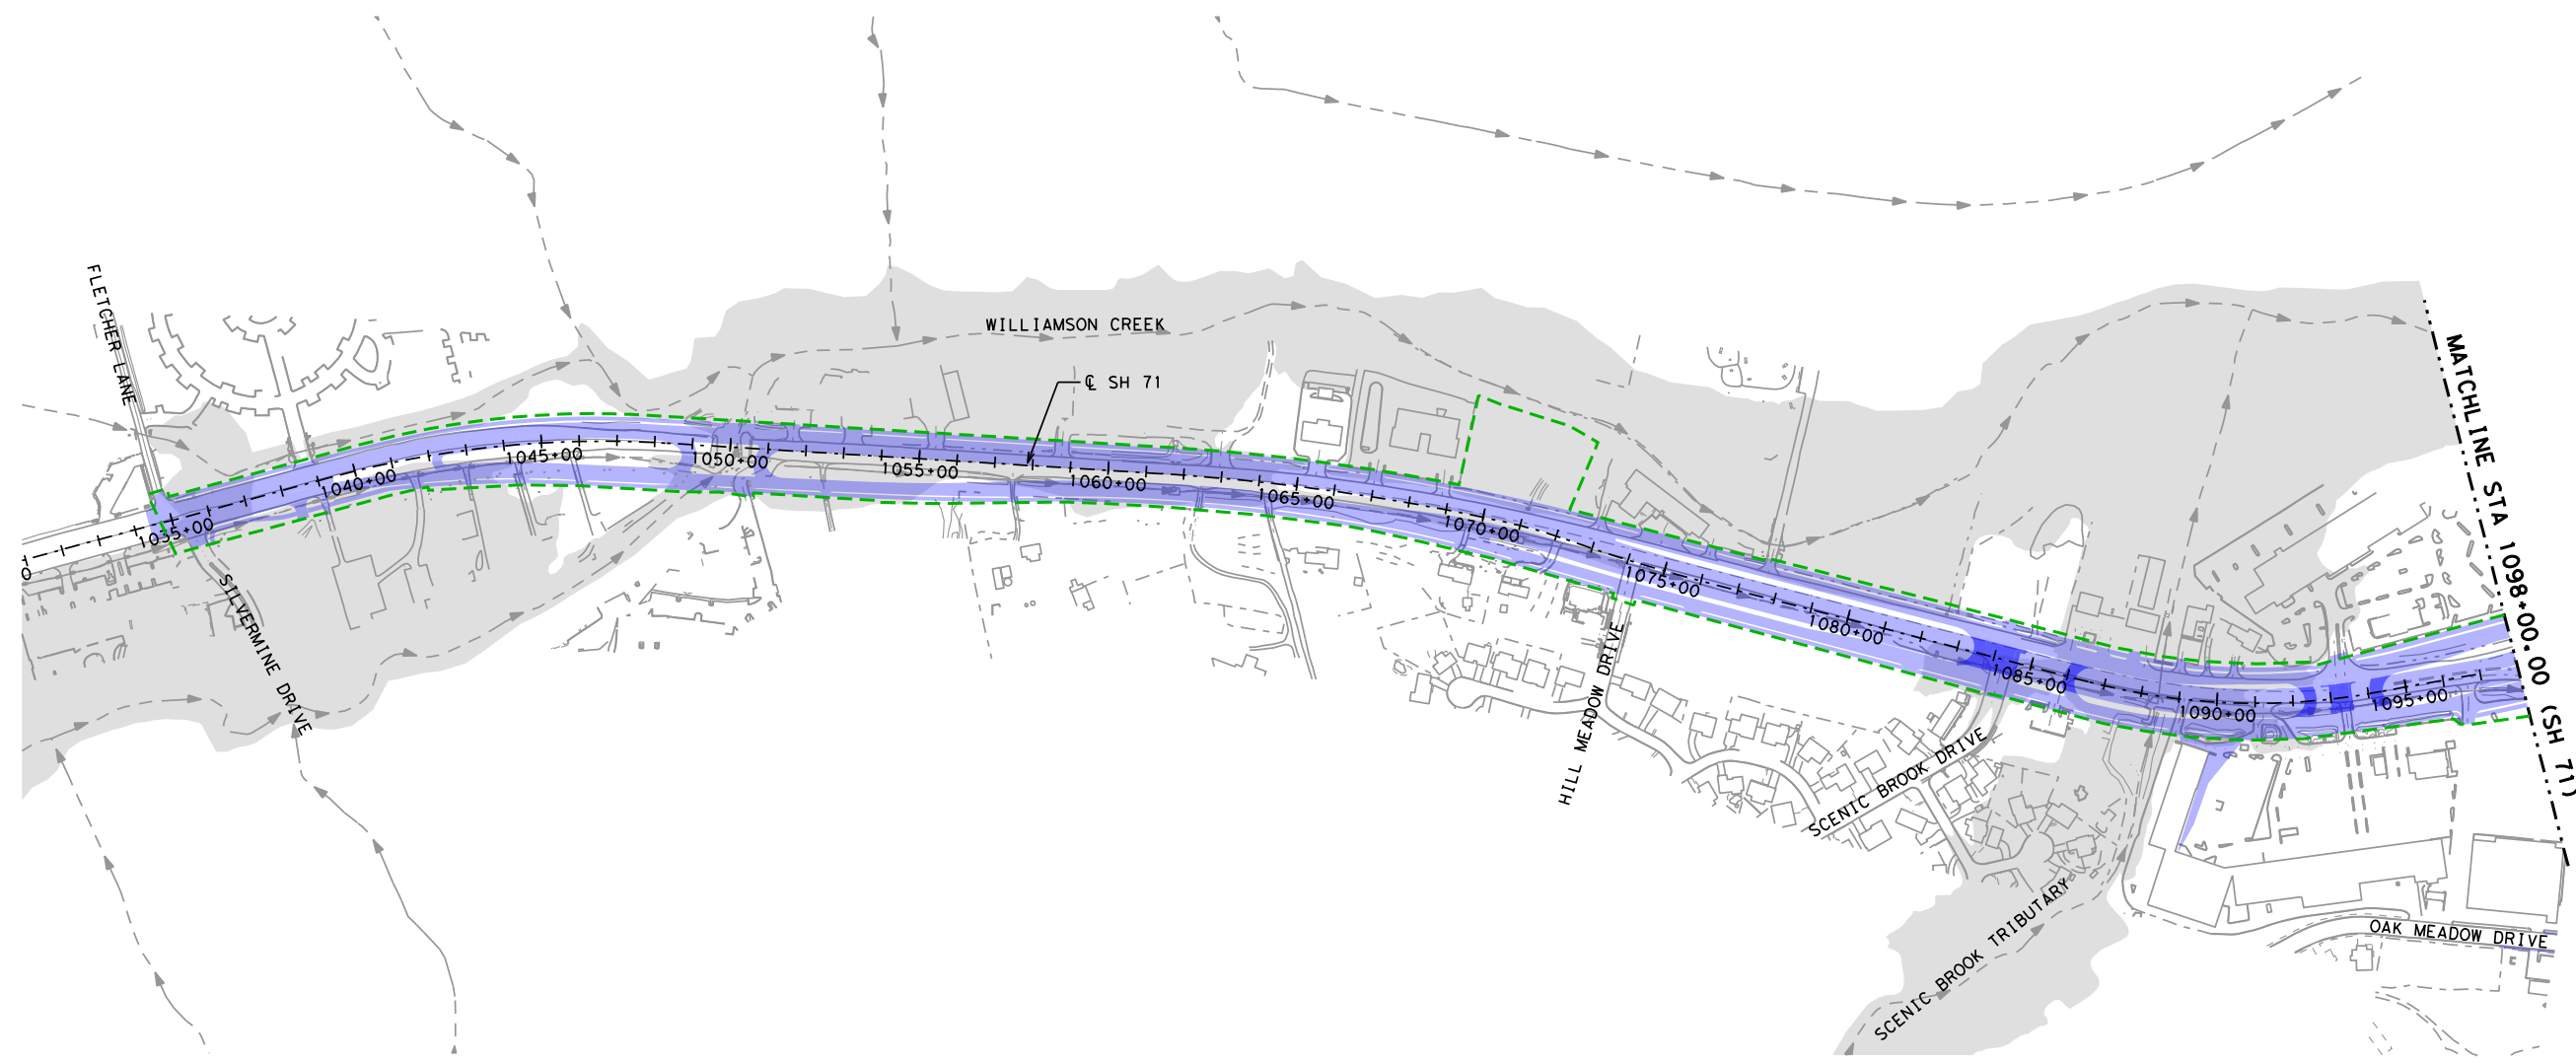 WILLIAMSON CREEK
FLETCHER LANE
℄ SH 71
MATCHLINE STA 1098+00.00 (SH 71)
1035+00
1040+00
1045+00
1050+00
1055+00
1060+00
1065+00
1070+00
1075+00
1080+00
1085+00
1090+00
1095+00
0
SILVERMINE DRIVE
HILL MEADOW DRIVE
SCENIC BROOK DRIVE
SCENIC BROOK TRIBUTARY
OAK MEADOW DRIVE